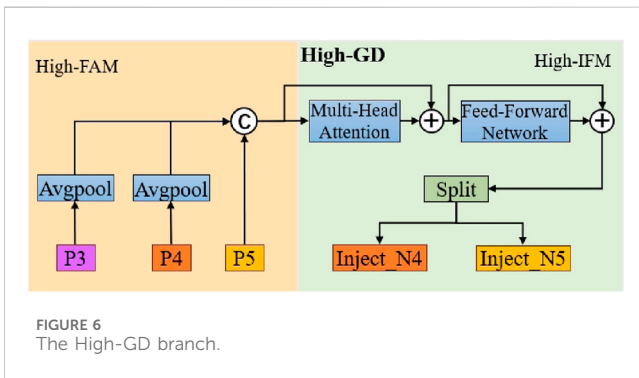 High-GD
High-FAM
High-IFM
C
Multi-Head
Attention
+
Feed-Forward
Network
+
Avgpool
Avgpool
Split
P3
P4
P5
Inject_N4
Inject_N5
FIGURE 6
The High-GD branch.